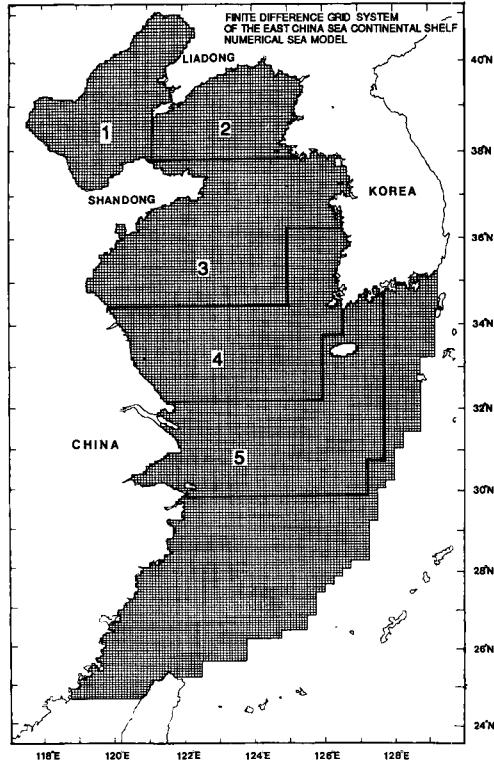 FINITE DIFFERENCE GRID SYSTEM
OF THE EAST CHINA SEA CONTINENTAL SHELF
NUMERICAL SEA MODEL
LIADONG
40°N
1
2
38°N
SHANDONG
KOREA
36°N
3
34°N
4
32°N
CHINA
5
30°N
28°N
26°N
24°N
118°E 120°E 122°E 124°E 126°E 128°E